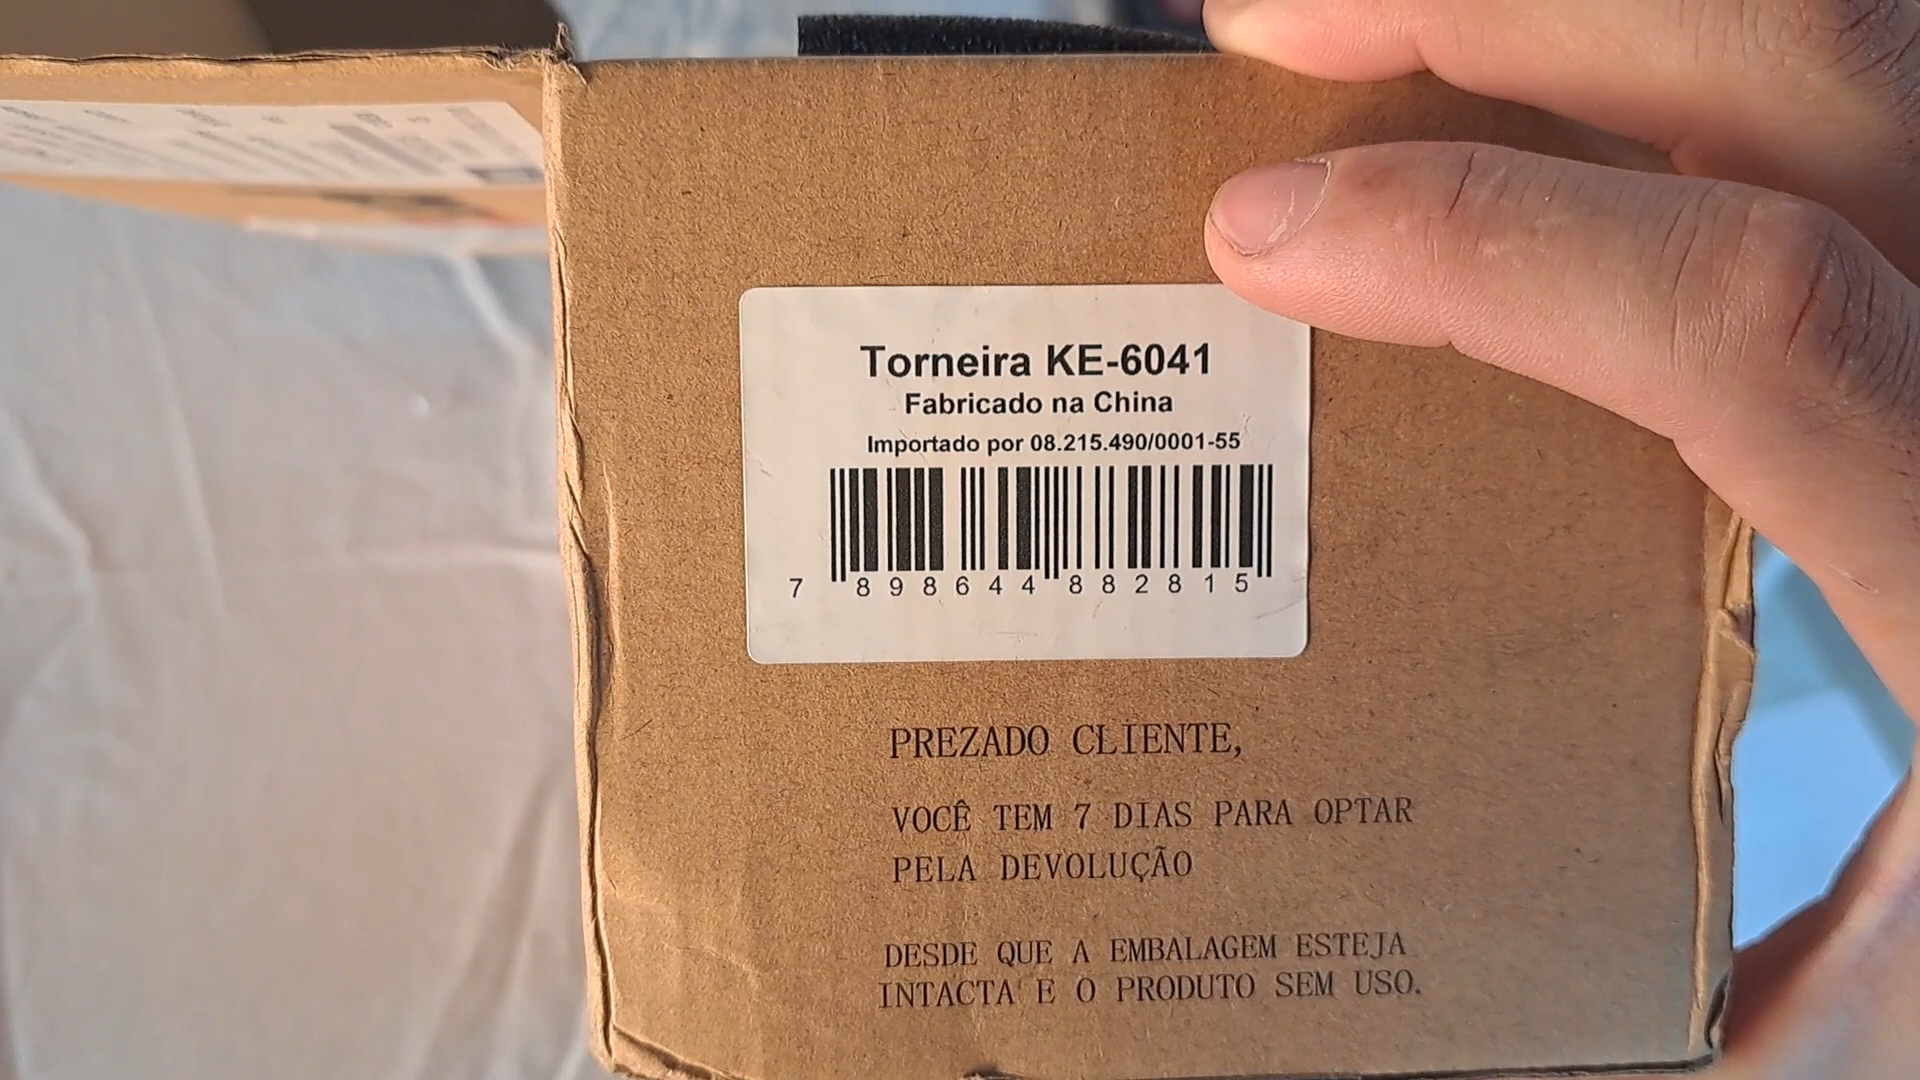 Torneira KE-6041
Fabricado na China
Importado por 08.215.490/0001-55
7 898644 882815
PREZADO CLIENTE,
VOCÊ TEM 7 DIAS PARA OPTAR
PELA DEVOLUÇÃO
DESDE QUE A EMBALAGEM ESTEJA
INTACTA E O PRODUTO SEM USO.